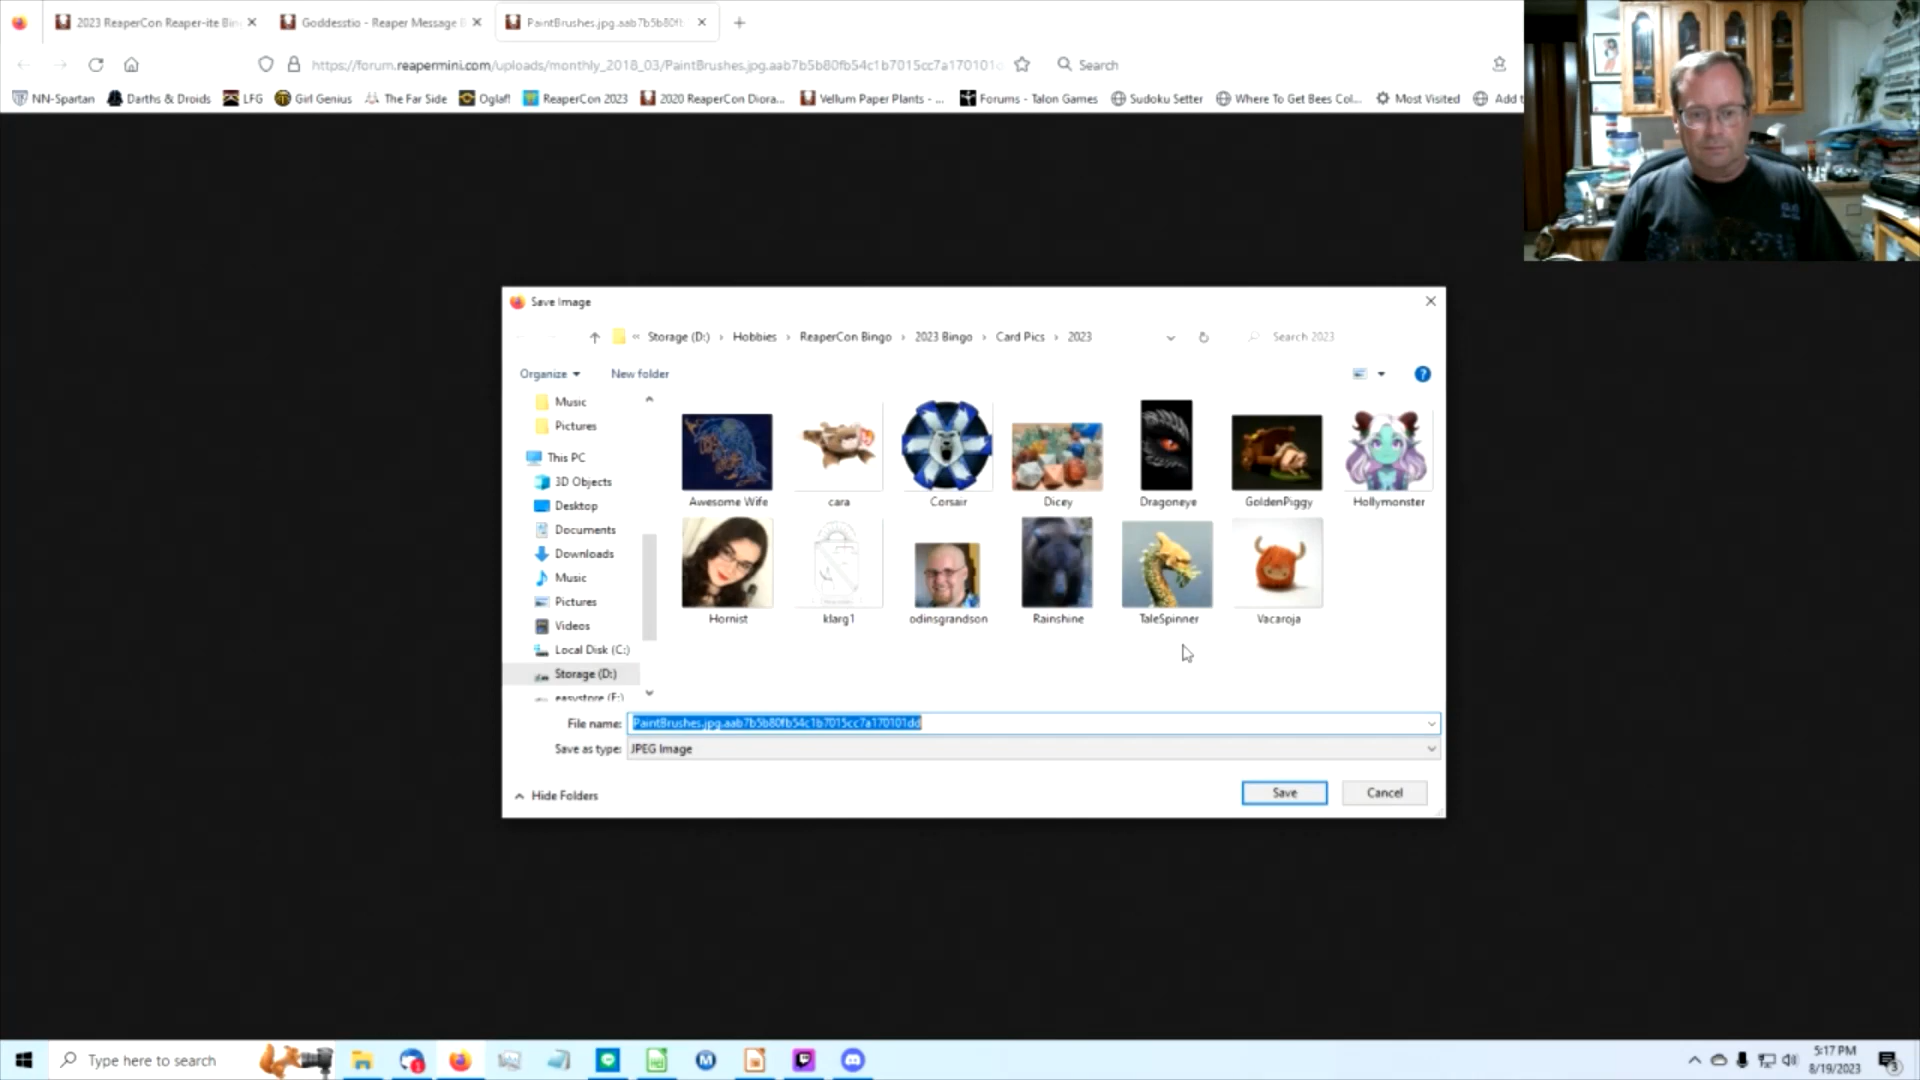 2023 ReaperCon Reaper-ite Bin
Goddesstio - Reaper Message B
PaintBrushes.jpg.aab7b5b80fb
https://forum.reapermini.com/uploads/monthly_2018_03/PaintBrushes.jpg.aab7b5b80fb54c1b7015cc7a170101d
Search
NN-Spartan
Darths & Droids
LFG
Girl Genius
The Far Side
Oglaf!
ReaperCon 2023
2020 ReaperCon Diora...
Vellum Paper Plants - ...
Forums - Talon Games
Sudoku Setter
Where To Get Bees Col...
Most Visited
Add t
Save Image
« Storage (D:) › Hobbies › ReaperCon Bingo › 2023 Bingo › Card Pics › 2023
Search 2023
Organize
New folder
?
Music
Pictures
This PC
3D Objects
Desktop
Documents
Downloads
Music
Pictures
Videos
Local Disk (C:)
Storage (D:)
easystore (F:)
Awesome Wife
cara
Corsair
Dicey
Dragoneye
GoldenPiggy
Hollymonster
Hornist
klarg1
odinsgrandson
Rainshine
TaleSpinner
Vacaroja
File name: PaintBrushes.jpg.aab7b5b80fb54c1b7015cc7a170101dd
Save as type: JPEG Image
Hide Folders
Save
Cancel
Type here to search
5:17 PM
8/19/2023
3